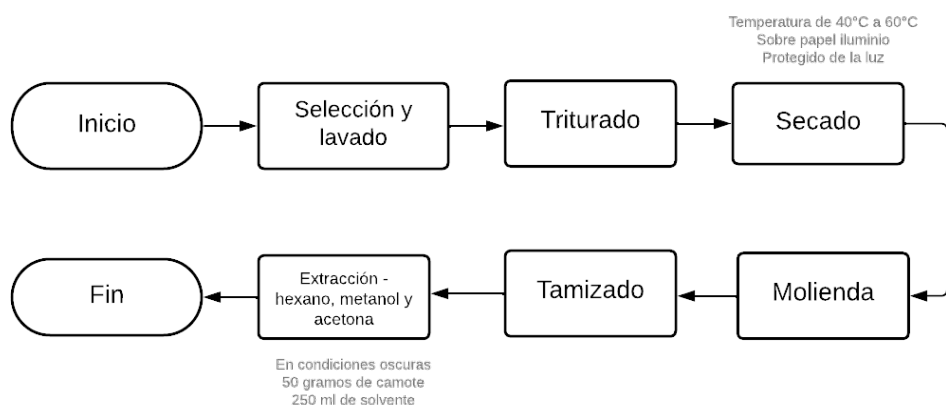 Temperatura de 40°C a 60°C
Sobre papel iluminio
Protegido de la luz
Inicio
Selección y
lavado
Triturado
Secado
Fin
Extracción -
hexano, metanol y
acetona
Tamizado
Molienda
En condiciones oscuras
50 gramos de camote
250 ml de solvente